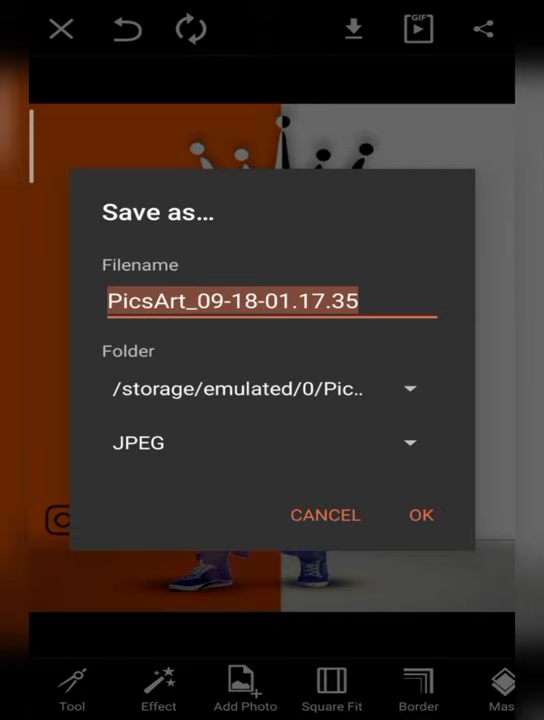 GIF
Save as...
Filename
PicsArt_09-18-01.17.35
Folder
/storage/emulated/0/Pic..
JPEG
CANCEL OK
Tool Effect Add Photo Square Fit Border Mas